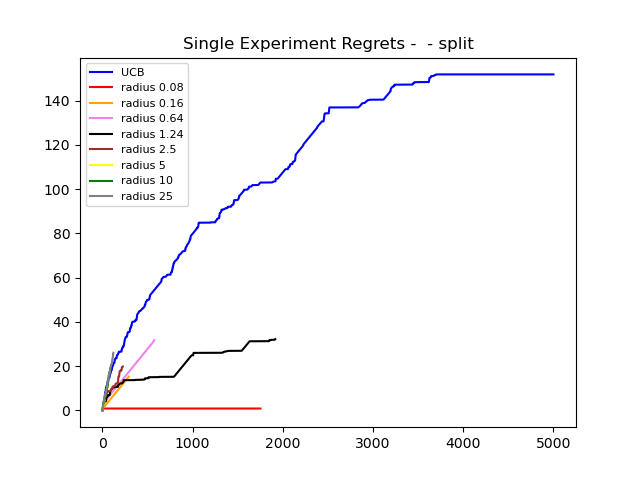 Single Experiment Regrets -  - split
UCB
radius 0.08
radius 0.16
radius 0.64
radius 1.24
radius 2.5
radius 5
radius 10
radius 25
140
120
100
80
60
40
20
0
0 1000 2000 3000 4000 5000